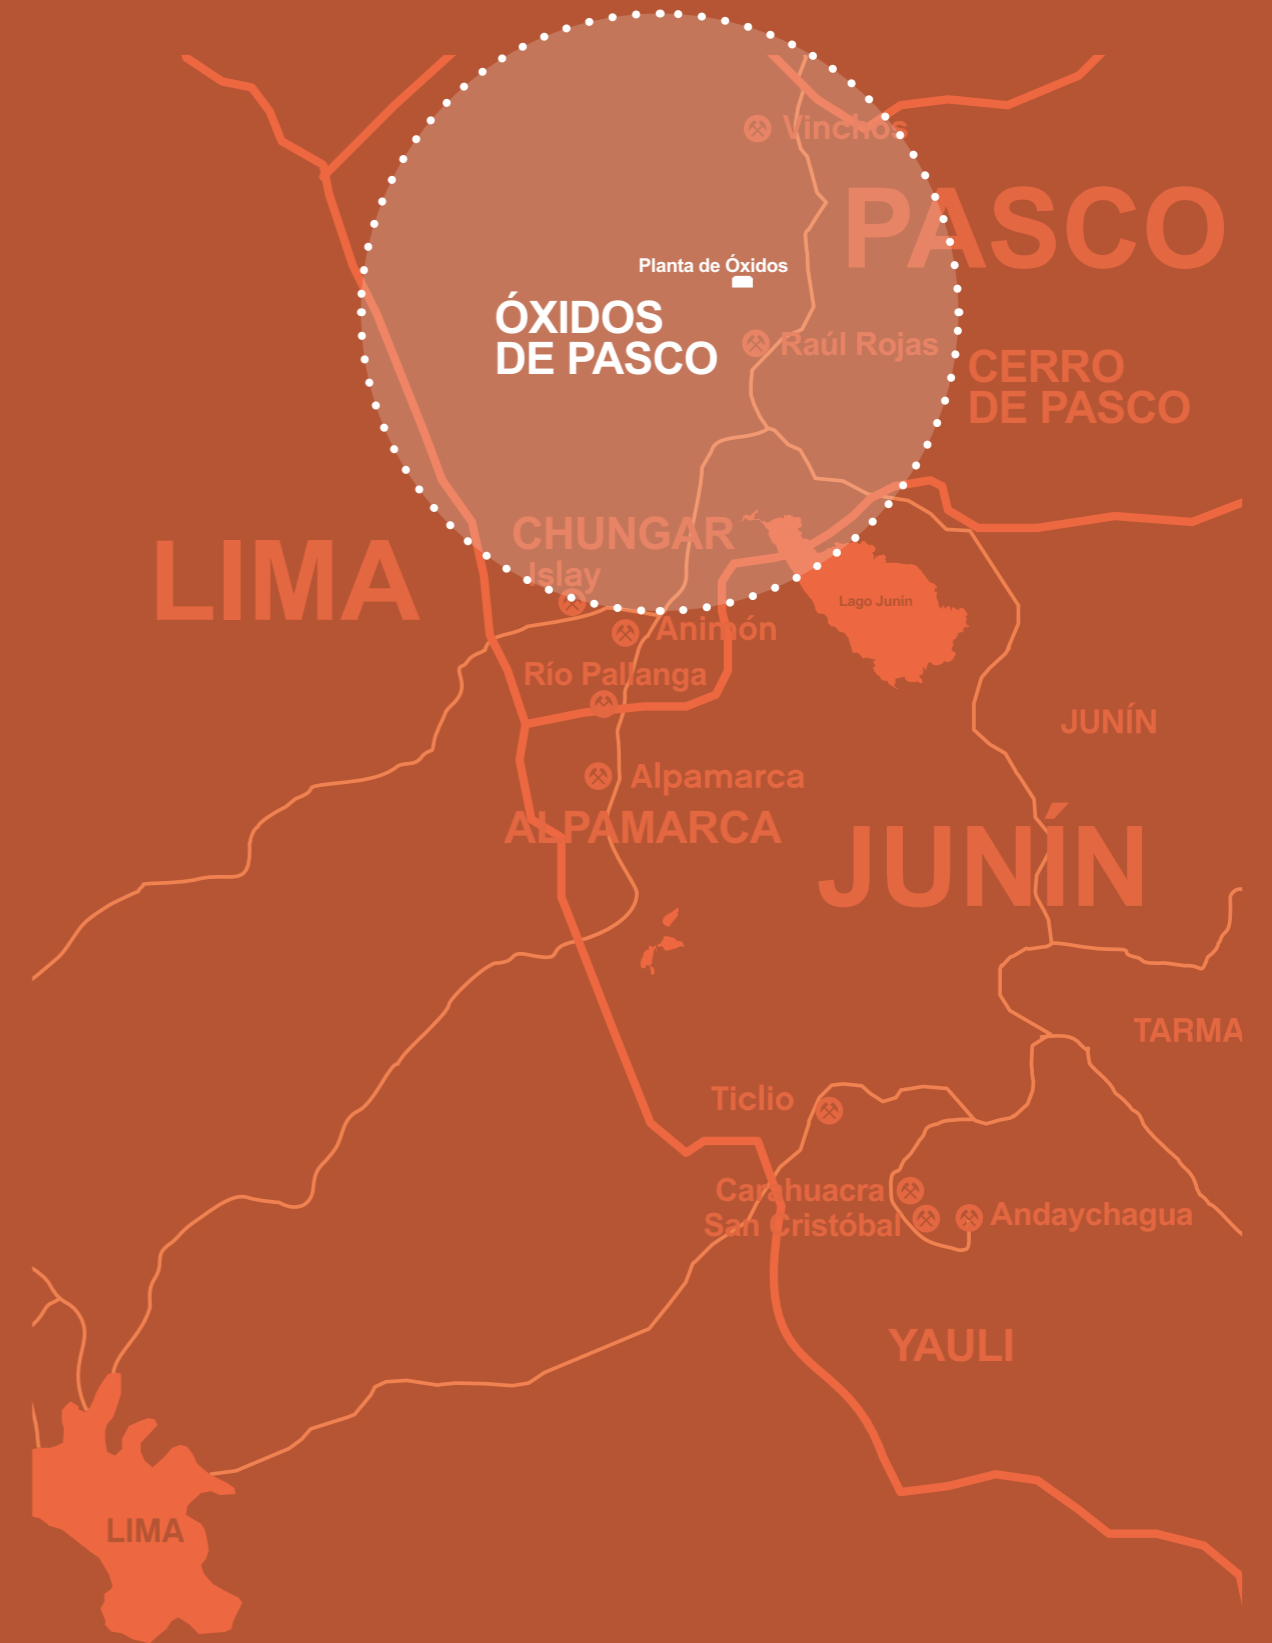 Vinchos
PASCO
Planta de Óxidos
ÓXIDOS
DE PASCO
Raúl Rojas
CERRO
DE PASCO
CHUNGAR
LIMA
Islay
Lago Junín
Animón
Río Pallanga
JUNÍN
Alpamarca
ALPAMARCA
JUNÍN
TARMA
Ticlio
Carahuacra
San Cristóbal
Andaychagua
YAULI
LIMA